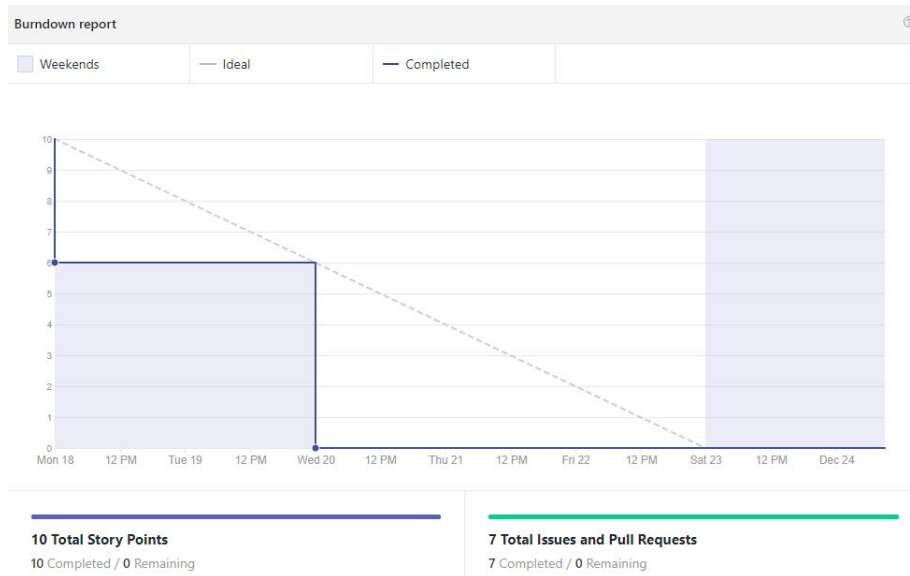 Burndown report
Weekends
Ideal
Completed
10
9
8
7
6
5
4
3
2
1
0
Mon 18 12 PM Tue 19 12 PM Wed 20 12 PM Thu 21 12 PM Fri 22 12 PM Sat 23 12 PM Dec 24
10 Total Story Points
10 Completed / 0 Remaining
7 Total Issues and Pull Requests
7 Completed / 0 Remaining